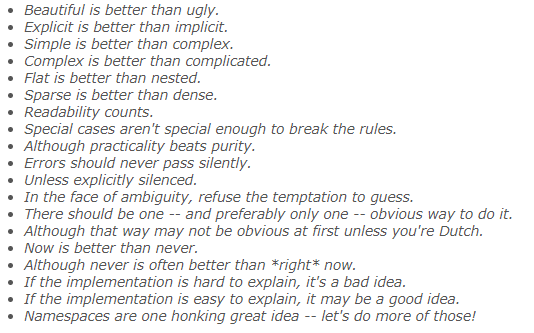 Beautiful is better than ugly.
Explicit is better than implicit.
Simple is better than complex.
Complex is better than complicated.
Flat is better than nested.
Sparse is better than dense.
Readability counts.
Special cases aren't special enough to break the rules.
Although practicality beats purity.
Errors should never pass silently.
Unless explicitly silenced.
In the face of ambiguity, refuse the temptation to guess.
There should be one -- and preferably only one -- obvious way to do it.
Although that way may not be obvious at first unless you're Dutch.
Now is better than never.
Although never is often better than *right* now.
If the implementation is hard to explain, it's a bad idea.
If the implementation is easy to explain, it may be a good idea.
Namespaces are one honking great idea -- let's do more of those!